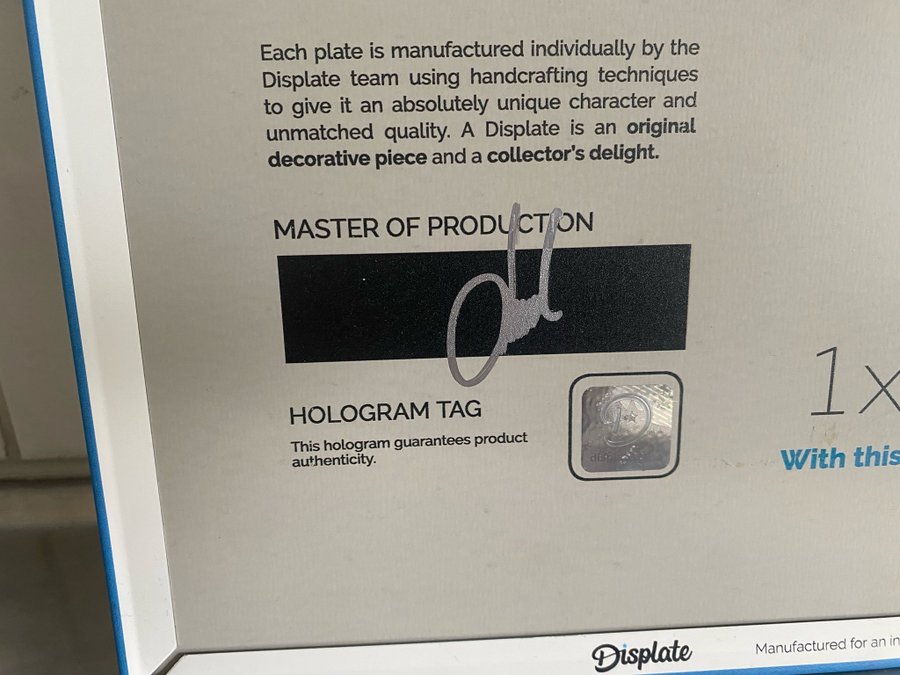 Each plate is manufactured individually by the
Displate team using handcrafting techniques
to give it an absolutely unique character and
unmatched quality. A Displate is an original
decorative piece and a collector's delight.
MASTER OF PRODUCTION
HOLOGRAM TAG
This hologram guarantees product
authenticity.
1x
With this
Displate
Manufactured for an in